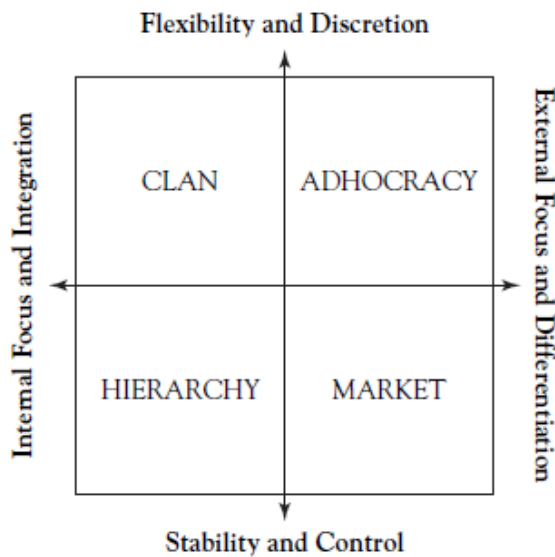 Flexibility and Discretion
Internal Focus and Integration
CLAN
ADHOCRACY
External Focus and Differentiation
HIERARCHY
MARKET
Stability and Control